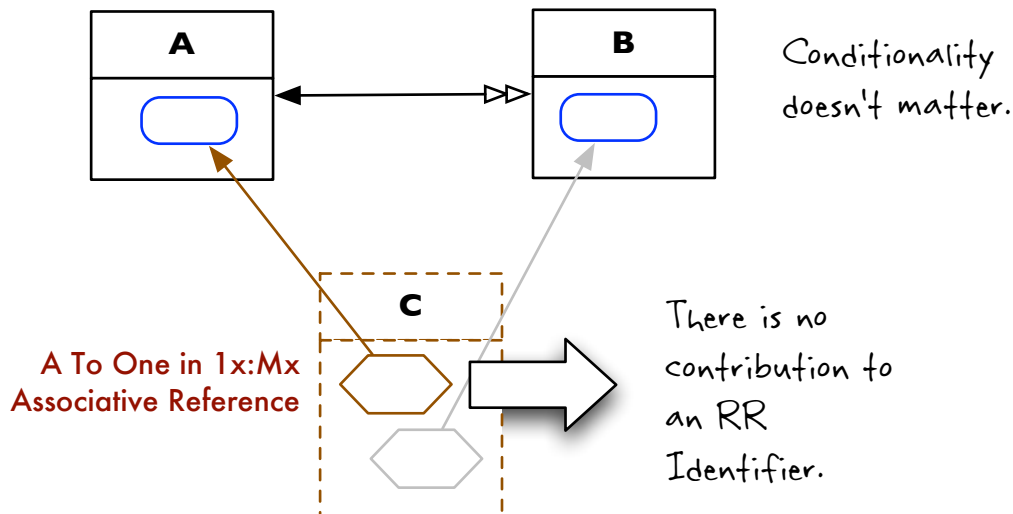 A
B
Conditionality
doesn't matter.
C
A To One in 1x:Mx
Associative Reference
There is no
contribution to
an RR
Identifier.